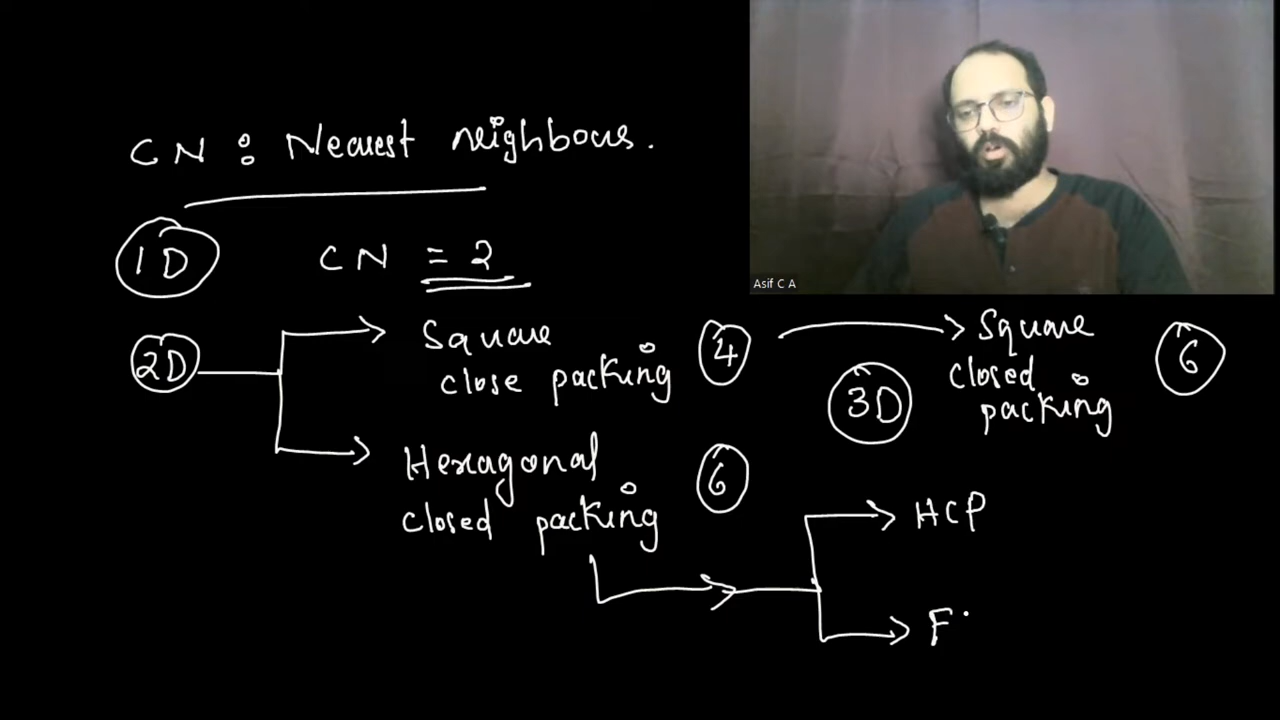 CN : Nearest neighbours.
Asif C A
1D CN = 2
2D
Square
close packing
4
Square
closed
packing
6
3D
Hexagonal
closed packing
6
HCP
F